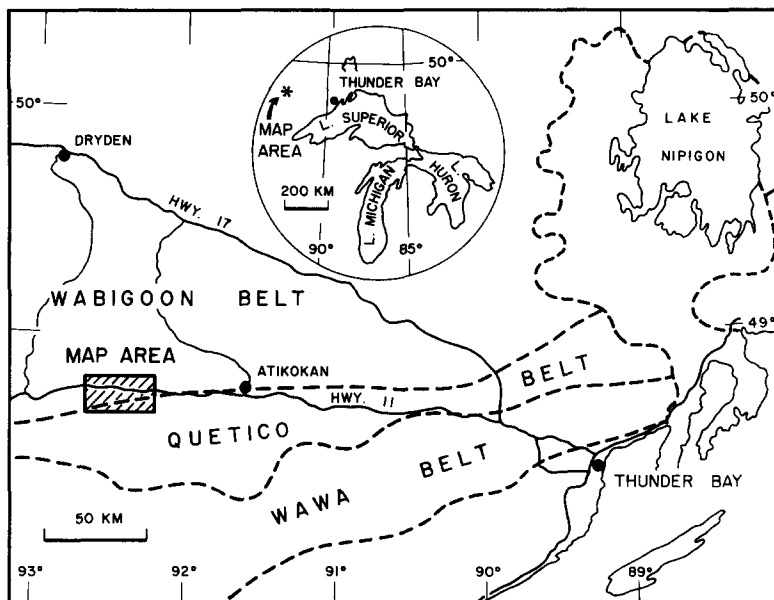 50°
DRYDEN
HWY. 17
WABIGOON BELT
MAP AREA
ATIKOKAN
HWY. 11
QUETICO BELT
WAWA BELT
50 KM
93°
92°
91°
90°
89°
THUNDER BAY
49°
50°
LAKE
NIPIGON
50°
THUNDER BAY
MAP
AREA
*
L. SUPERIOR
L. MICHIGAN
L. HURON
200 KM
90°
85°